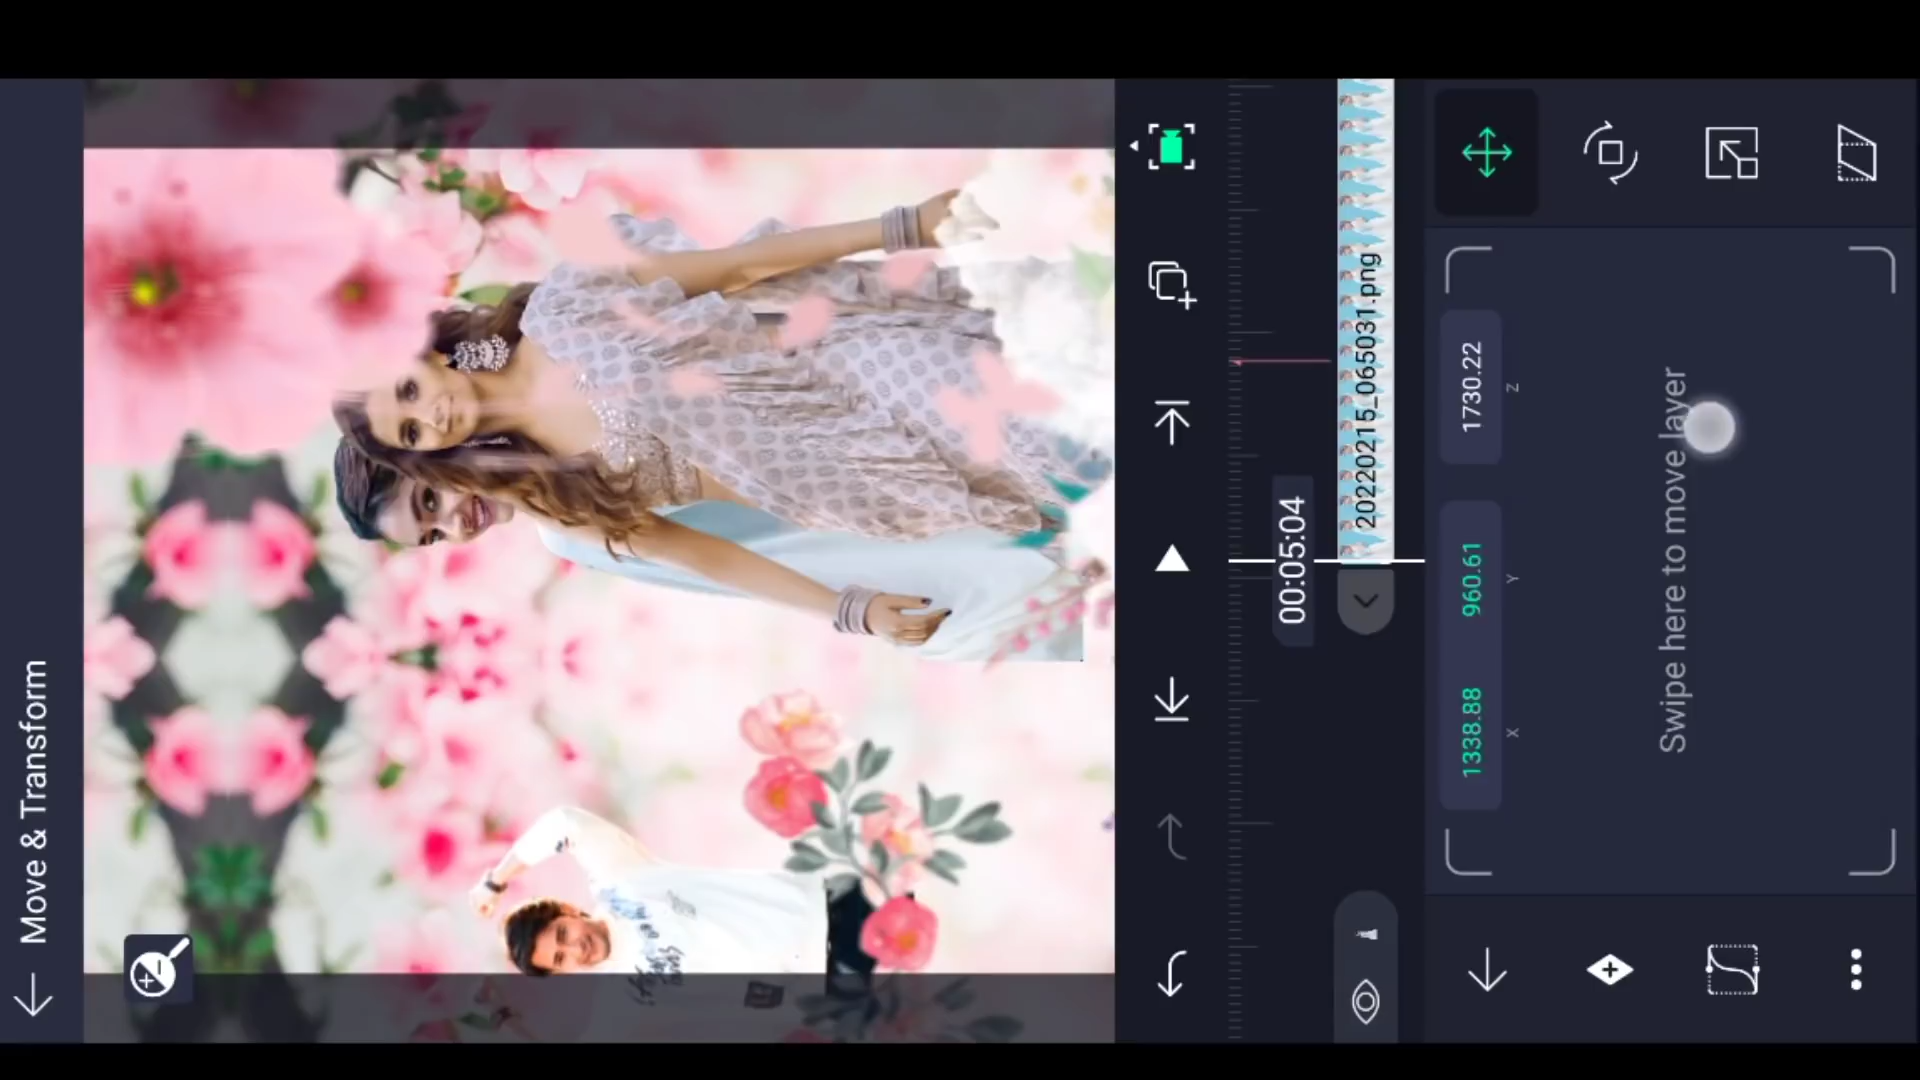 Move & Transform
00:05:04
20220215_065031.png
1338.88
960.61
1730.22
X
Y
Z
Swipe here to move layer